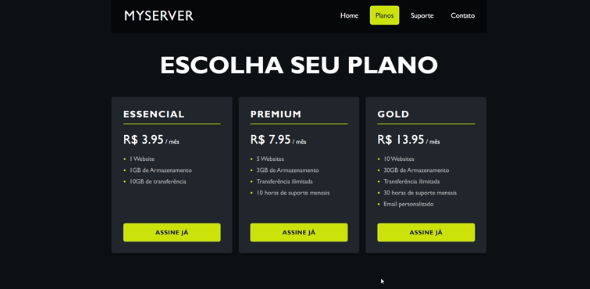 MYSERVER
Home Planos Suporte Contato
ESCOLHA SEU PLANO
ESSENCIAL
R$ 3.95 / mês
1 Website
1GB de Armazenamento
10GB de transferência
ASSINE JÁ
PREMIUM
R$ 7.95 / mês
5 Websites
3GB de Armazenamento
Transferência ilimitada
10 horas de suporte mensais
ASSINE JÁ
GOLD
R$ 13.95 / mês
10 Websites
30GB de Armazenamento
Transferência ilimitada
30 horas de suporte mensais
Email personalizado
ASSINE JÁ